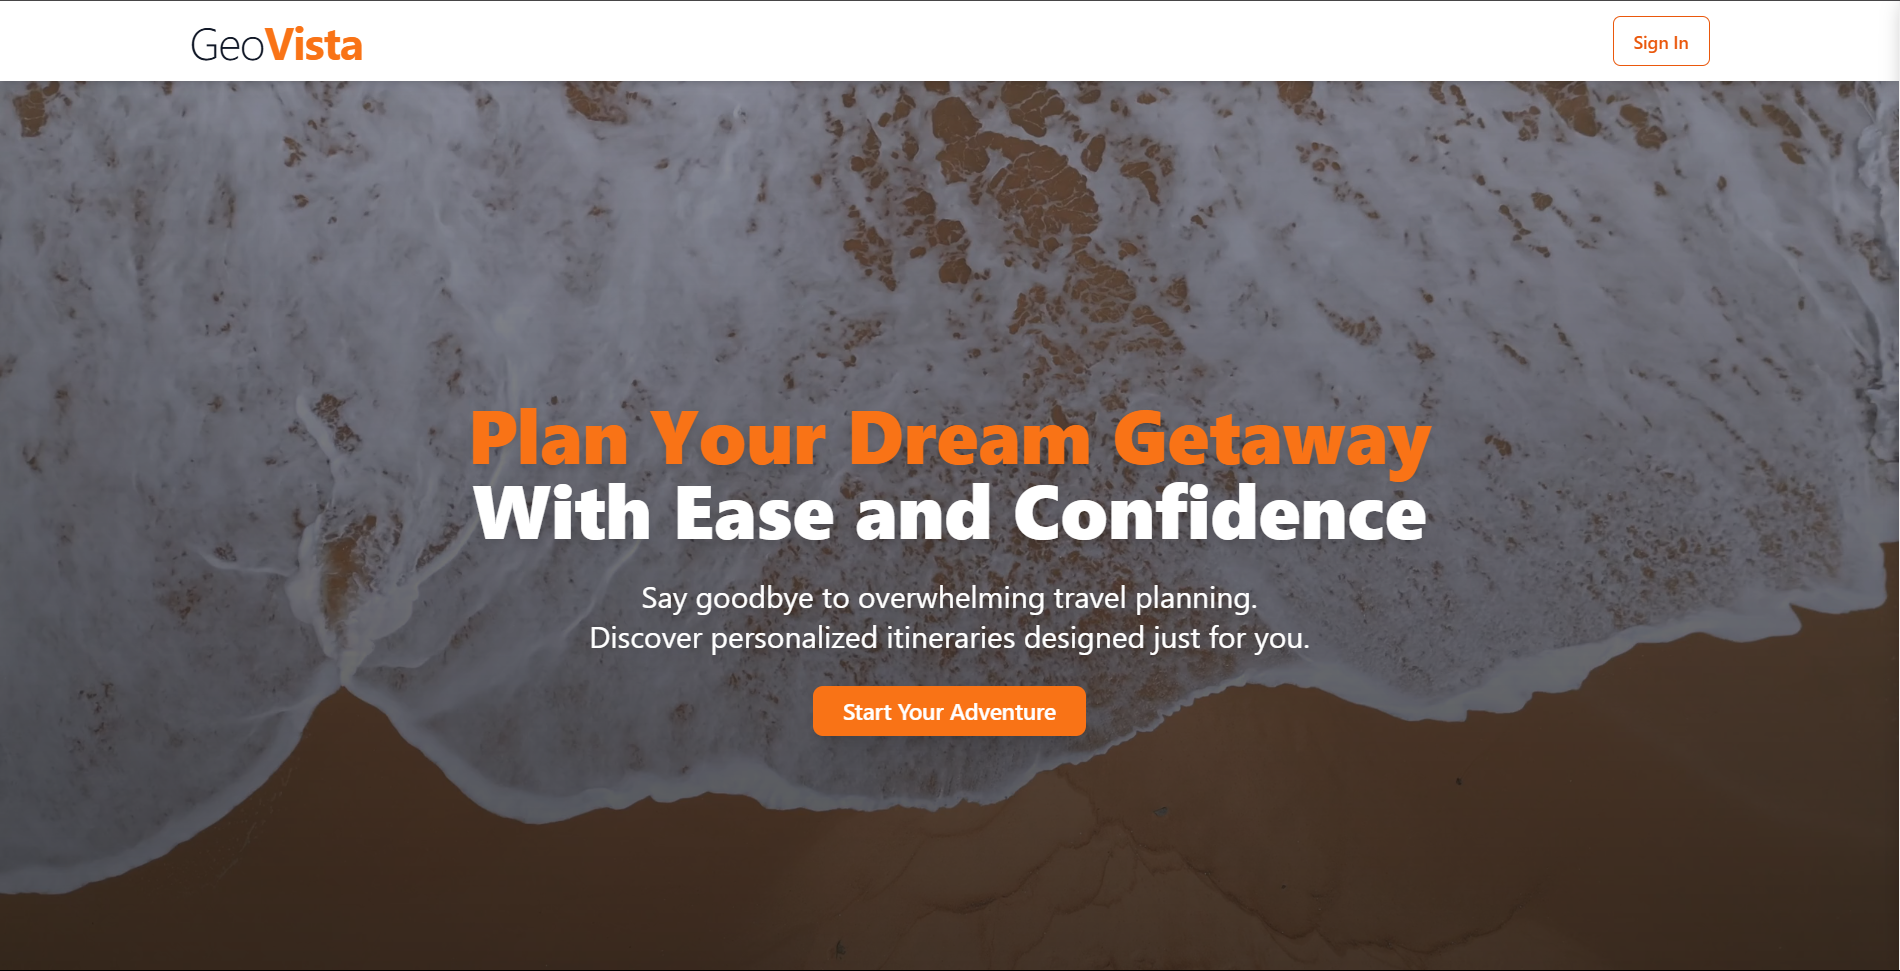 GeoVista
Sign In
Plan Your Dream Getaway
With Ease and Confidence
Say goodbye to overwhelming travel planning.
Discover personalized itineraries designed just for you.
Start Your Adventure